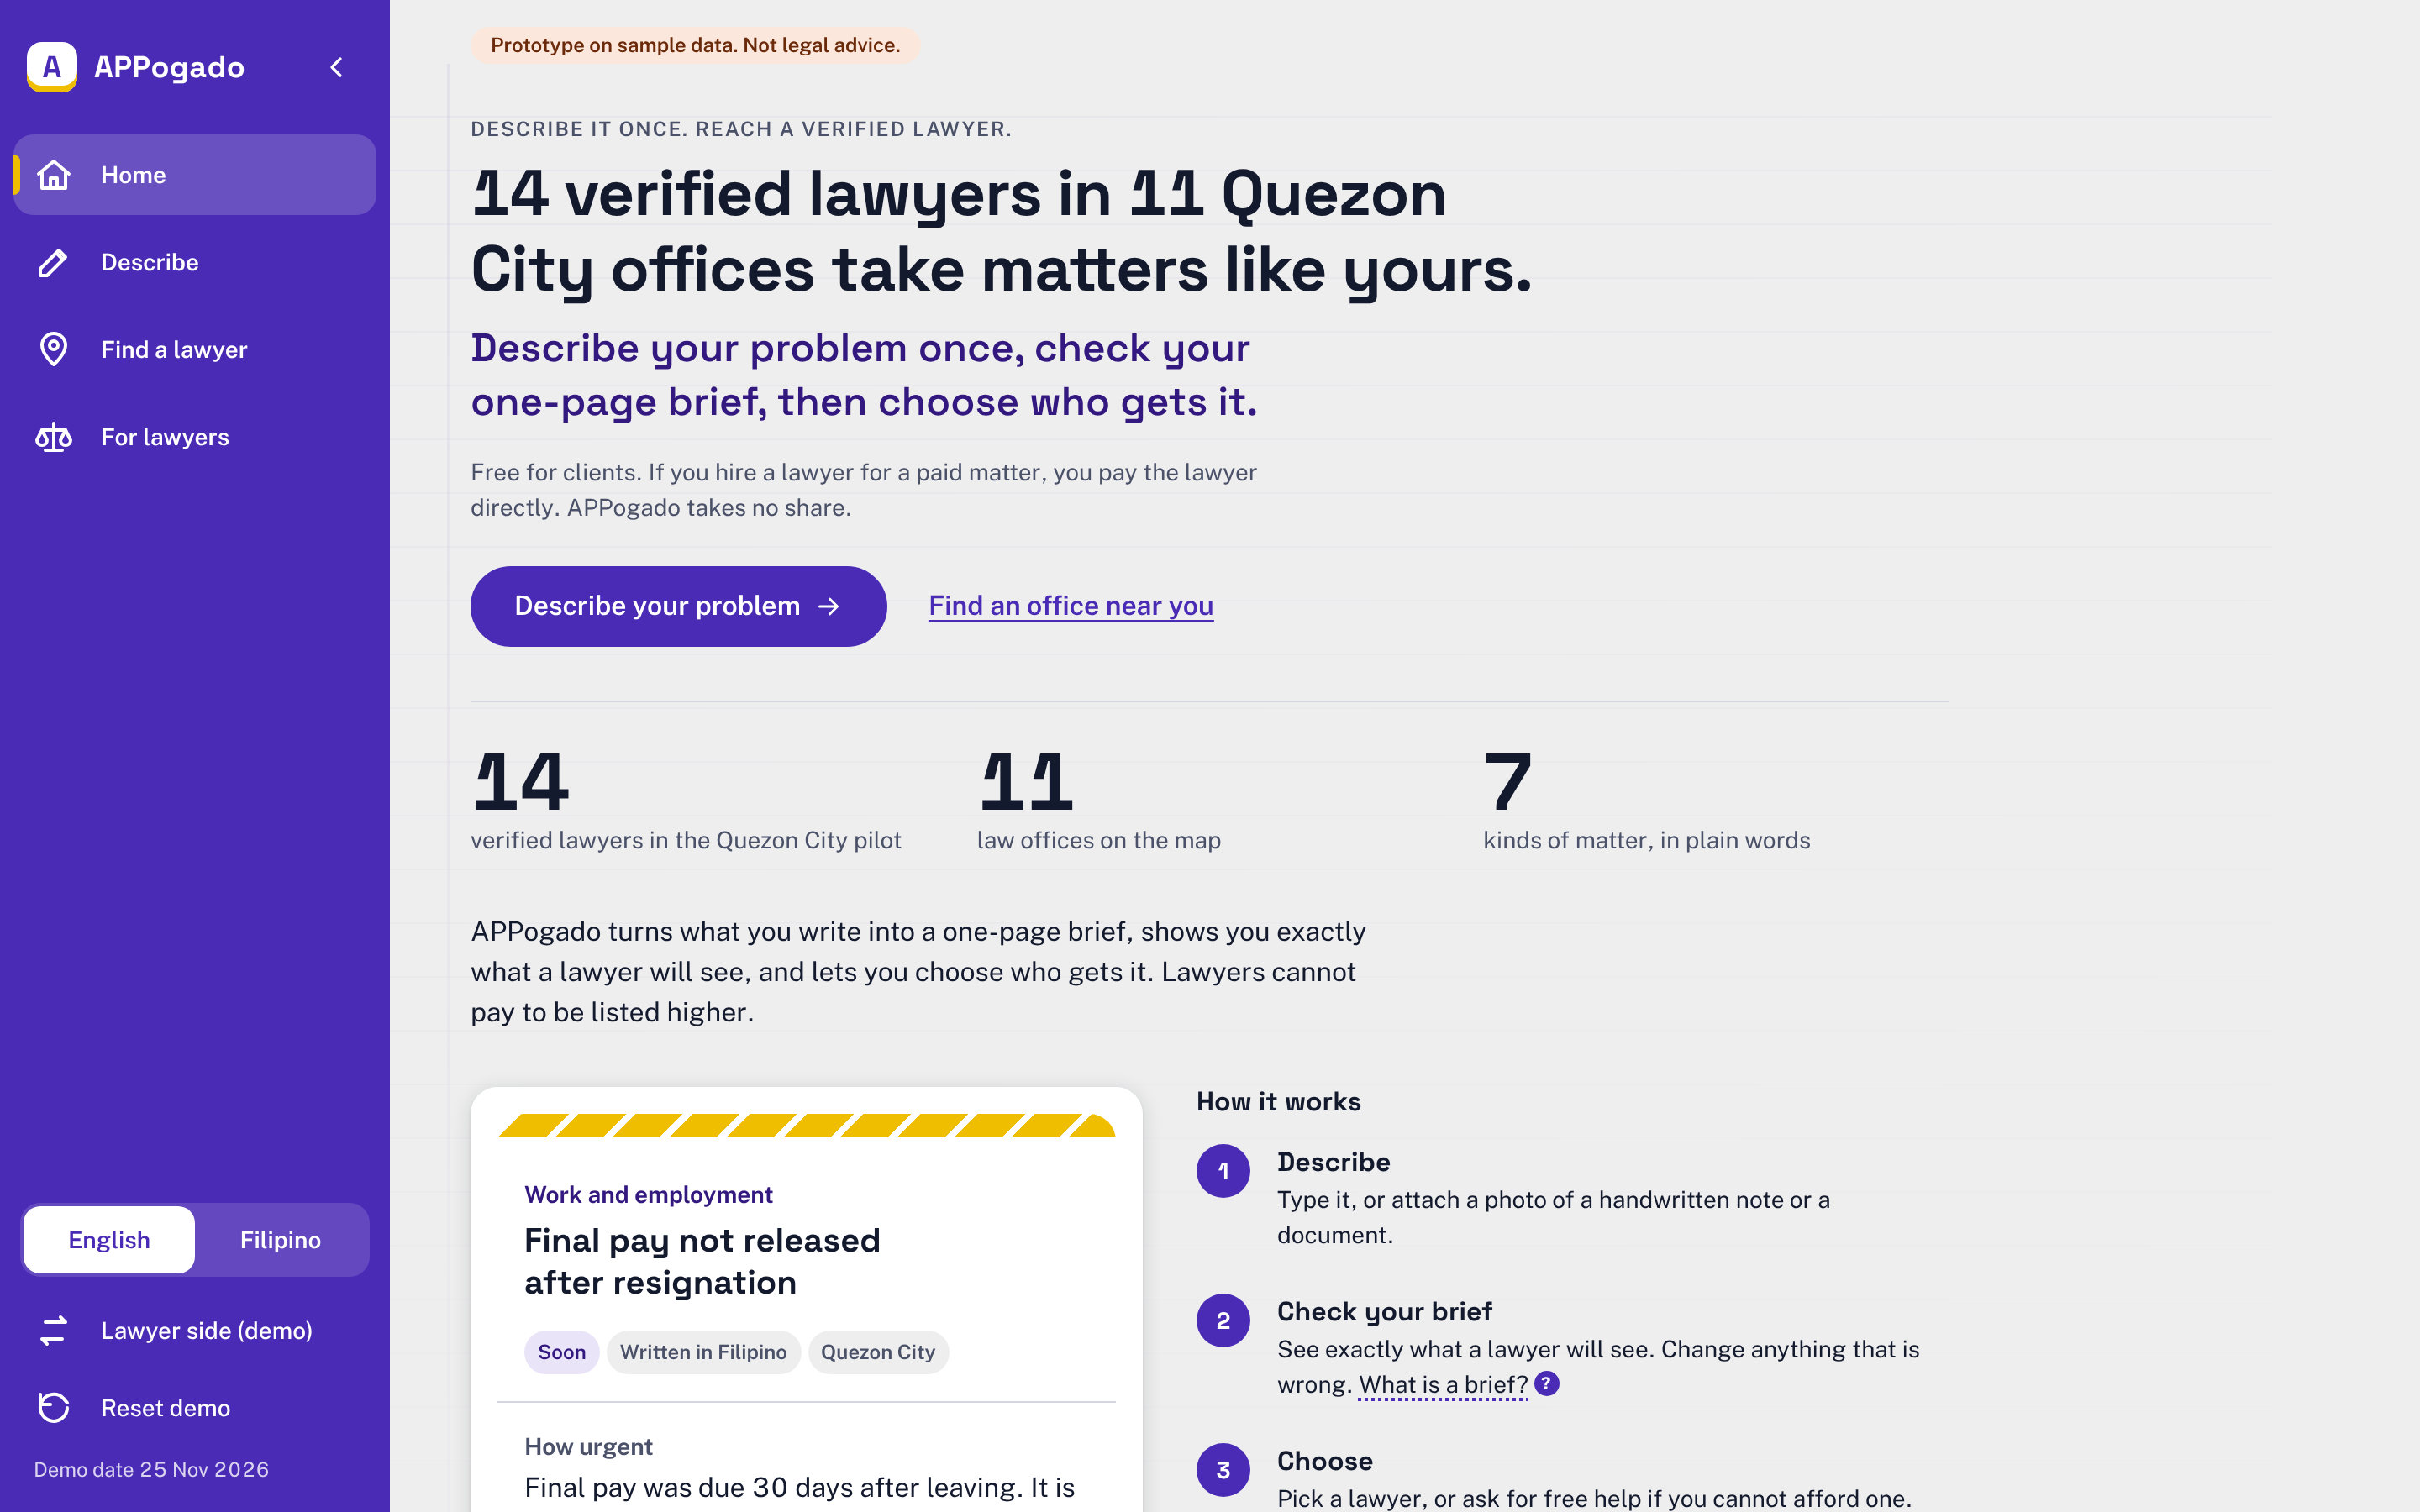 A APPogado
Home
Describe
Find a lawyer
For lawyers
English Filipino
Lawyer side (demo)
Reset demo
Demo date 25 Nov 2026
Prototype on sample data. Not legal advice.
DESCRIBE IT ONCE. REACH A VERIFIED LAWYER.
14 verified lawyers in 11 Quezon
City offices take matters like yours.
Describe your problem once, check your
one-page brief, then choose who gets it.
Free for clients. If you hire a lawyer for a paid matter, you pay the lawyer
directly. APPogado takes no share.
Describe your problem → Find an office near you
14
verified lawyers in the Quezon City pilot
11
law offices on the map
7
kinds of matter, in plain words
APPogado turns what you write into a one-page brief, shows you exactly
what a lawyer will see, and lets you choose who gets it. Lawyers cannot
pay to be listed higher.
Work and employment
Final pay not released
after resignation
Soon Written in Filipino Quezon City
How urgent
Final pay was due 30 days after leaving. It is
How it works
1 Describe
Type it, or attach a photo of a handwritten note or a
document.
2 Check your brief
See exactly what a lawyer will see. Change anything that is
wrong. What is a brief? ?
3 Choose
Pick a lawyer, or ask for free help if you cannot afford one.